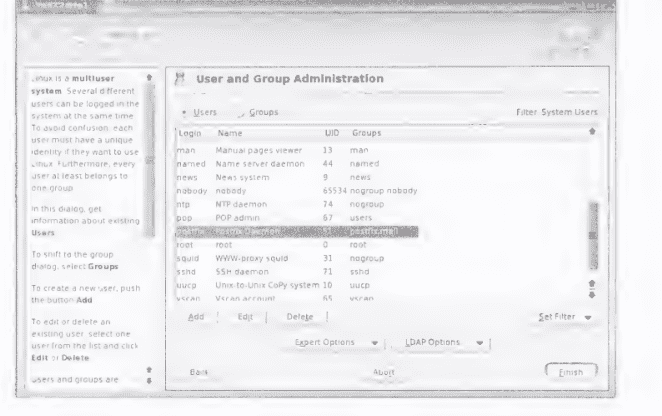 Linux is a multiuser
system. Several different
users can be logged in the
system at the same time.
To avoid confusion, each
user must have a unique
identity if they want to use
Linux. Furthermore, every
user at least belongs to
one group.
In this dialog, get
information about existing
Users.
To shift to the group
dialog, select Groups.
To create a new user, push
the button Add.
To edit or delete an
existing user, select one
user from the list and click
Edit or Delete.
Users and groups are
User and Group Administration
Users Groups Filter: System Users
Login Name UID Groups
man Manual pages viewer 13 man
named Name server daemon 44 named
news News system 9 news
nobody nobody 65534 nogroup nobody
ntp NTP daemon 74 nogroup
pop POP admin 67 users
postfix Postfix Daemon 51 postfix,mail
root root 0 root
squid WWW-proxy squid 31 nogroup
sshd SSH daemon 71 sshd
uucp Unix-to-Unix CoPy system 10 uucp
vscan Vscan account 65 vscan
Add Edit Delete Set Filter
Expert Options LDAP Options
Back Abort Finish